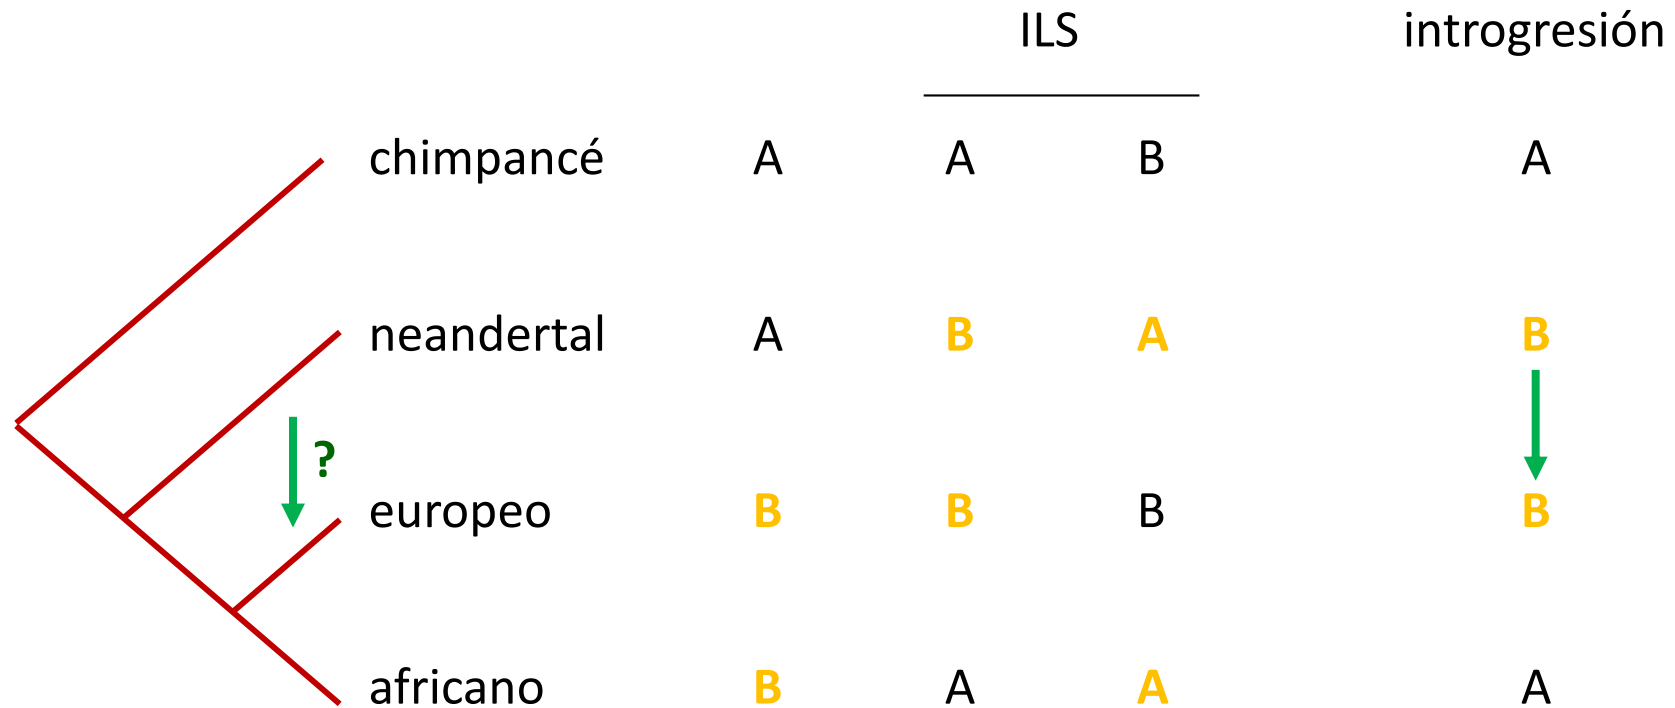 ILS introgresión
chimpancé A A B A
neandertal A B A B
?
europeo B B B B
africano B A A A